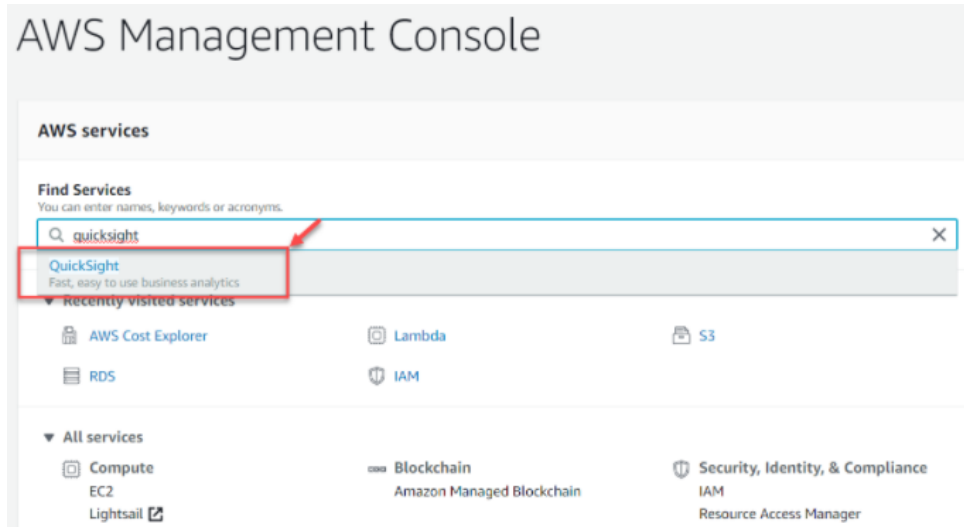 AWS Management Console
AWS services
Find Services
You can enter names, keywords or acronyms.
quicksight
QuickSight
Fast, easy to use business analytics
Recently visited services
AWS Cost Explorer
Lambda
S3
RDS
IAM
All services
Compute
EC2
Lightsail
Blockchain
Amazon Managed Blockchain
Security, Identity, & Compliance
IAM
Resource Access Manager